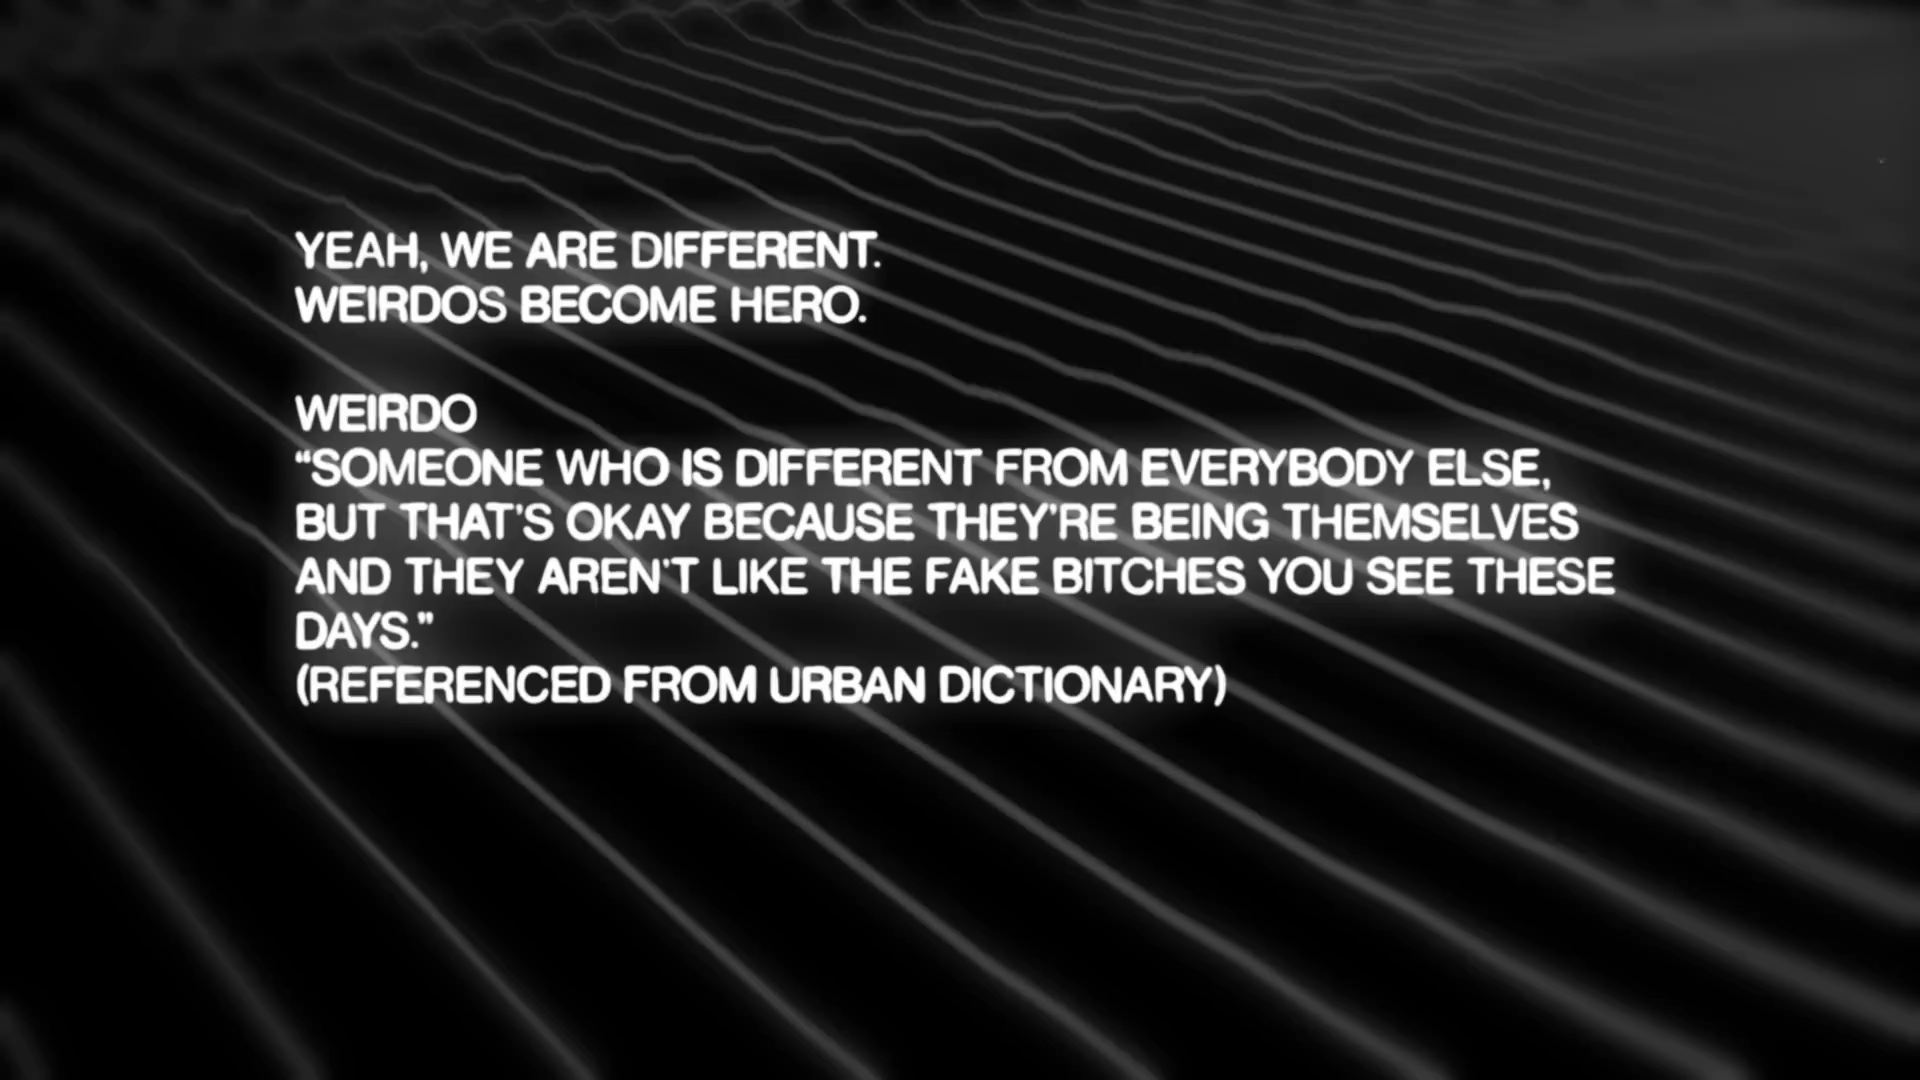 YEAH, WE ARE DIFFERENT.
WEIRDOS BECOME HERO.
WEIRDO
“SOMEONE WHO IS DIFFERENT FROM EVERYBODY ELSE,
BUT THAT'S OKAY BECAUSE THEY'RE BEING THEMSELVES
AND THEY AREN'T LIKE THE FAKE BITCHES YOU SEE THESE
DAYS.”
(REFERENCED FROM URBAN DICTIONARY)